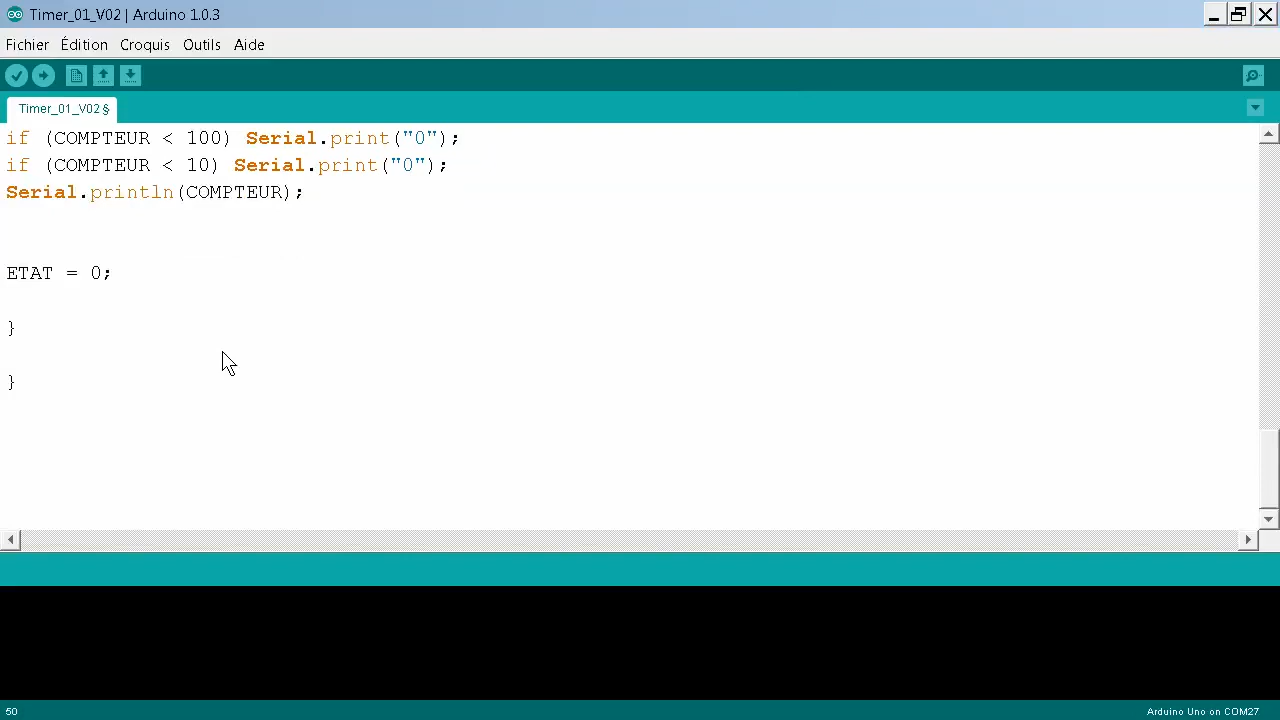 Timer_01_V02 | Arduino 1.0.3
Fichier Édition Croquis Outils Aide
Timer_01_V02 §
if (COMPTEUR < 100) Serial.print("0");
if (COMPTEUR < 10) Serial.print("0");
Serial.println(COMPTEUR);
ETAT = 0;
}
}
50
Arduino Uno on COM27